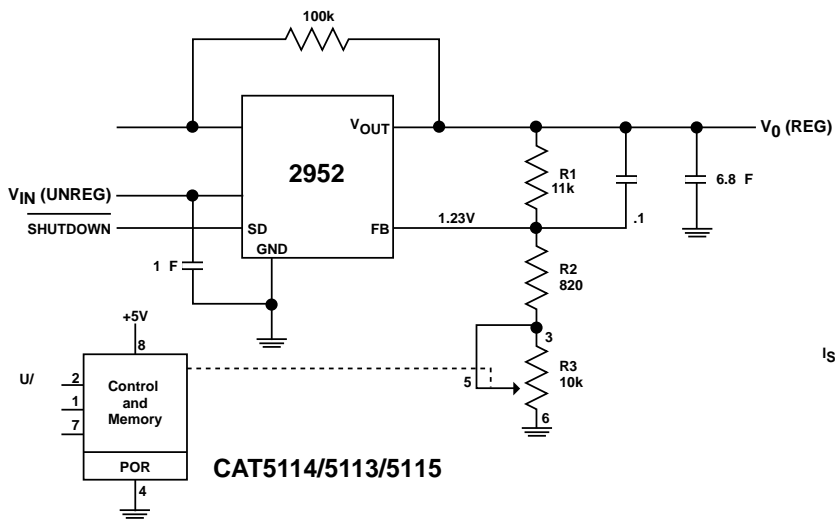 100k
VOUT
V0 (REG)
2952
R1
11k
6.8 F
VIN (UNREG)
SHUTDOWN
SD
FB
1.23V
.1
GND
1 F
R2
820
+5V
8
3
IS
U/
2
Control
and
Memory
5
R3
10k
1
7
6
POR
CAT5114/5113/5115
4